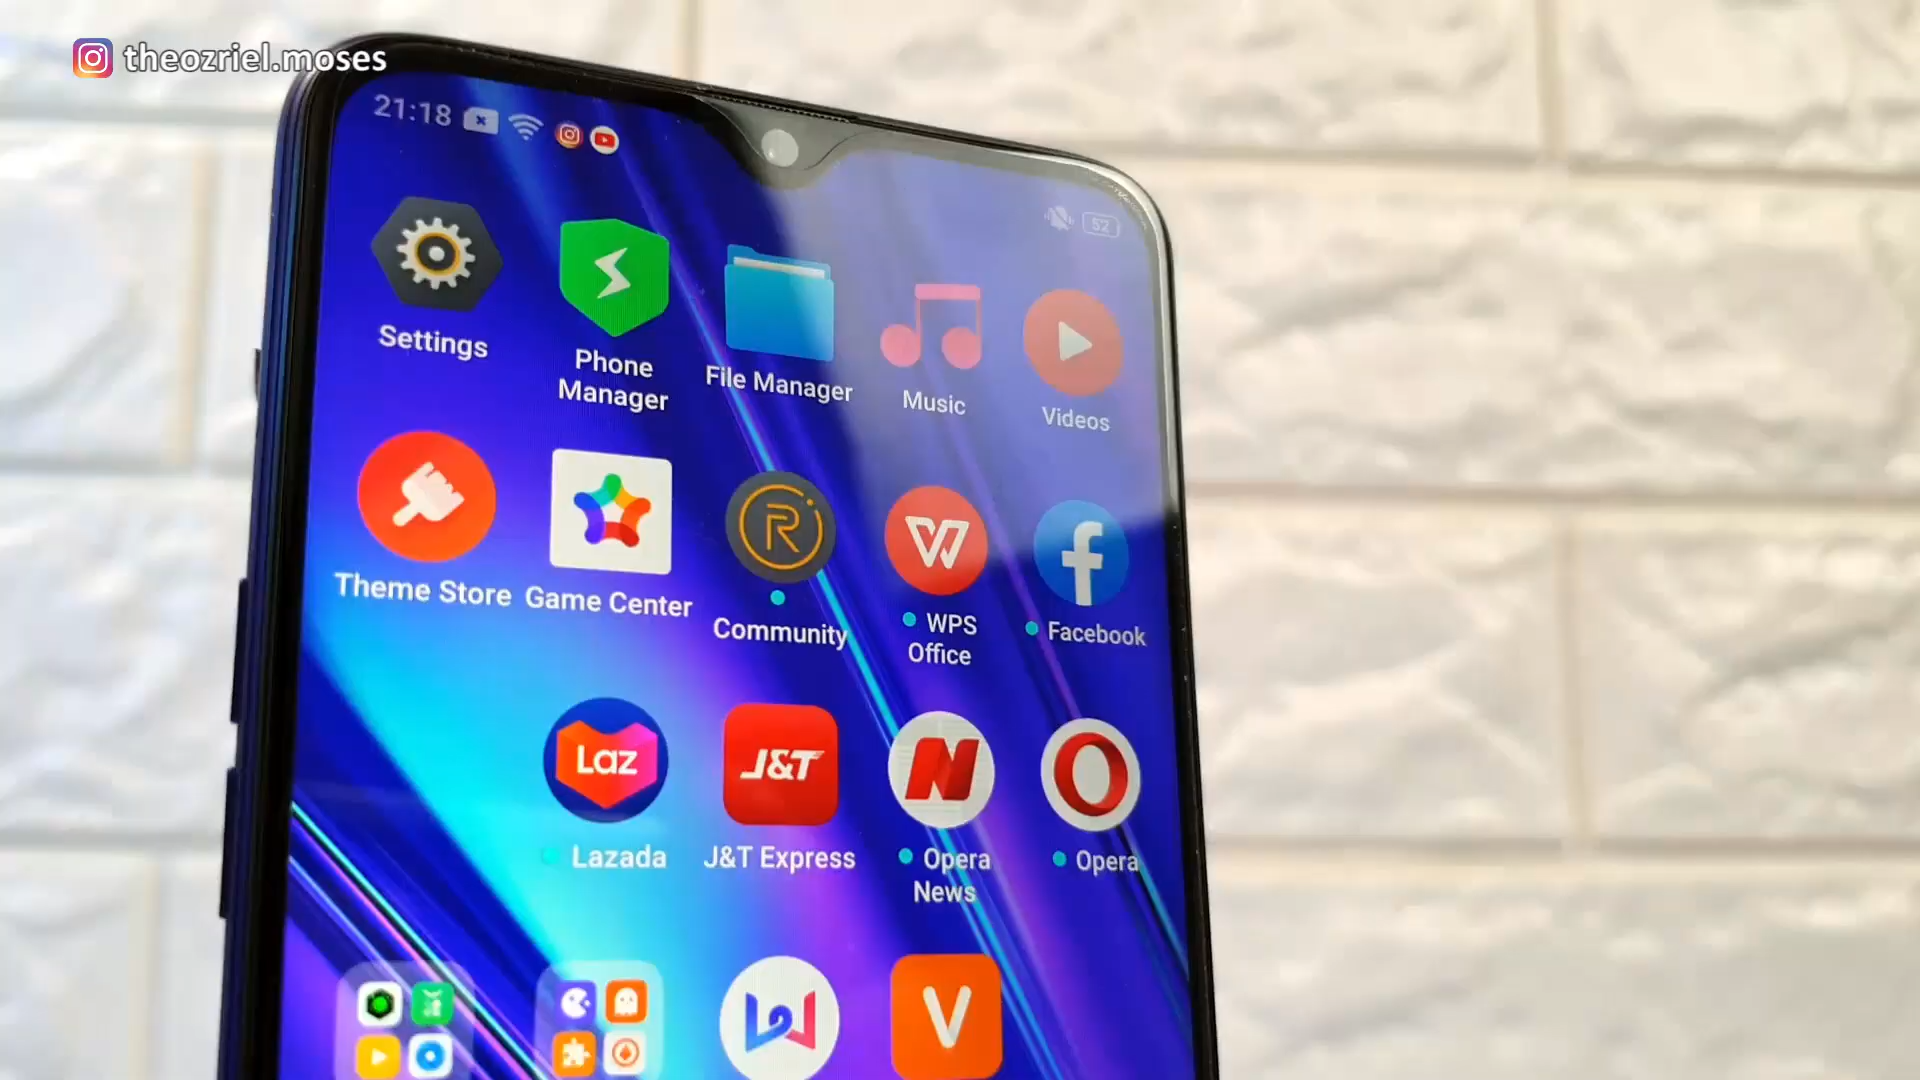 theozriel.moses
21:18
52
Settings
Phone
Manager
File Manager
Music
Videos
Theme Store
Game Center
R
Community
W
WPS
Office
f
Facebook
Laz
Lazada
J&T
J&T Express
N
Opera
News
O
Opera
V